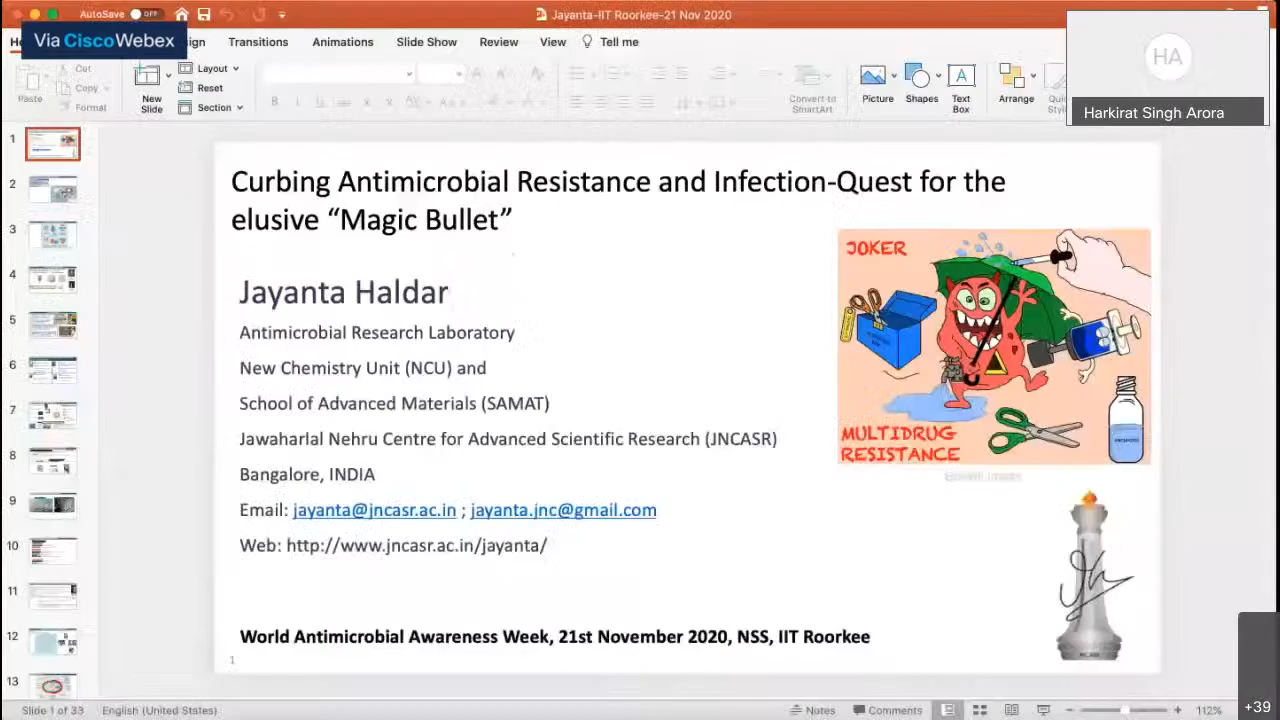 AutoSave
OFF
Jayanta-IIT Roorkee-21 Nov 2020
Via CiscoWebex
Transitions
Animations
Slide Show
Review
View
Tell me
Paste
Cut
Copy
Format
New
Slide
Layout
Reset
Section
Convert to
SmartArt
Picture
Shapes
Text
Box
Arrange
HA
Harkirat Singh Arora
1
2
3
4
5
6
7
8
9
10
11
12
13
Curbing Antimicrobial Resistance and Infection-Quest for the
elusive “Magic Bullet”
Jayanta Haldar
Antimicrobial Research Laboratory
New Chemistry Unit (NCU) and
School of Advanced Materials (SAMAT)
Jawaharlal Nehru Centre for Advanced Scientific Research (JNCASR)
Bangalore, INDIA
Email: jayanta@jncasr.ac.in ; jayanta.jnc@gmail.com
Web: http://www.jncasr.ac.in/jayanta/
JOKER
MULTIDRUG
RESISTANCE
World Antimicrobial Awareness Week, 21st November 2020, NSS, IIT Roorkee
1
Slide 1 of 33
English (United States)
Notes
Comments
112%
+39